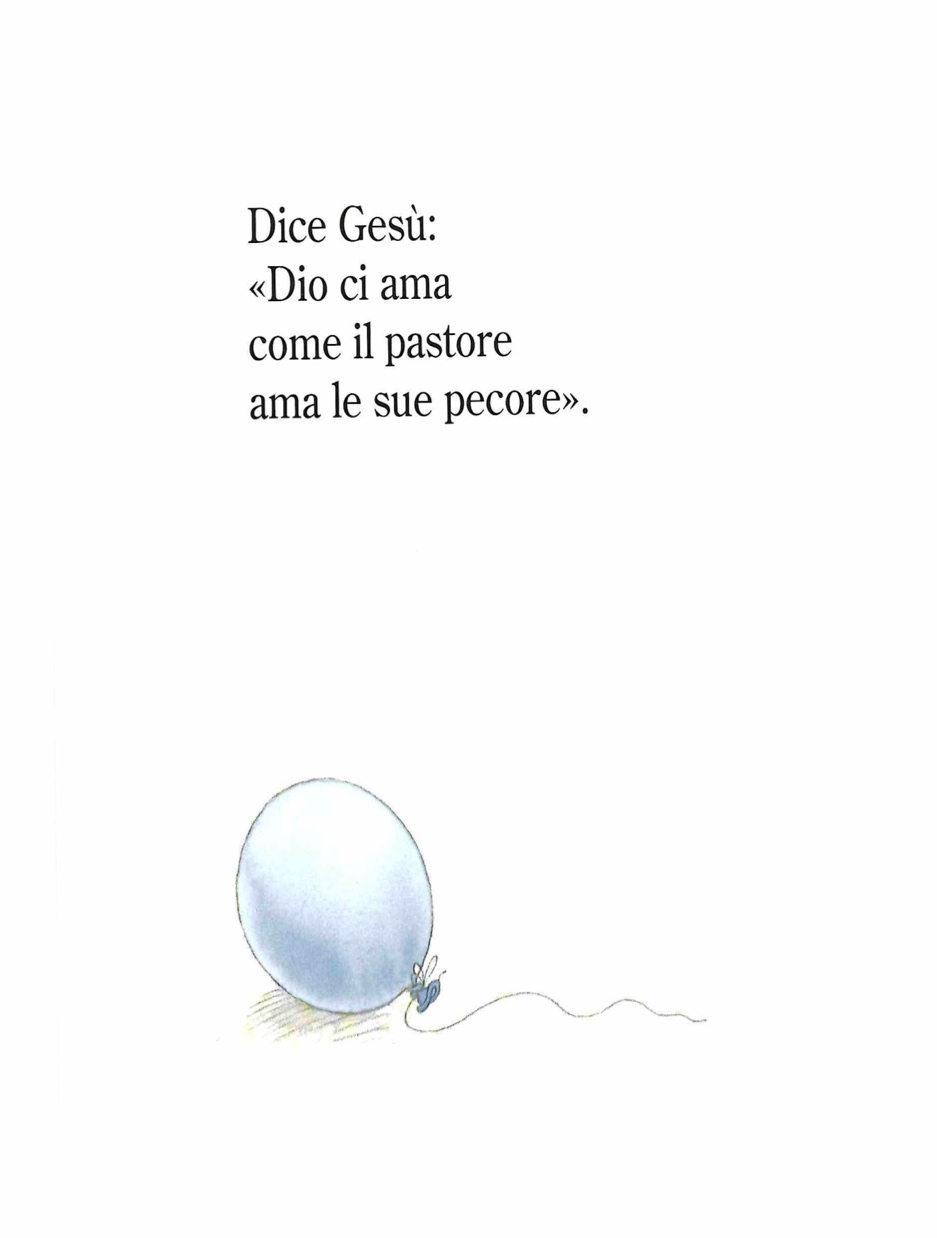 Dice Gesù:
«Dio ci ama
come il pastore
ama le sue pecore».